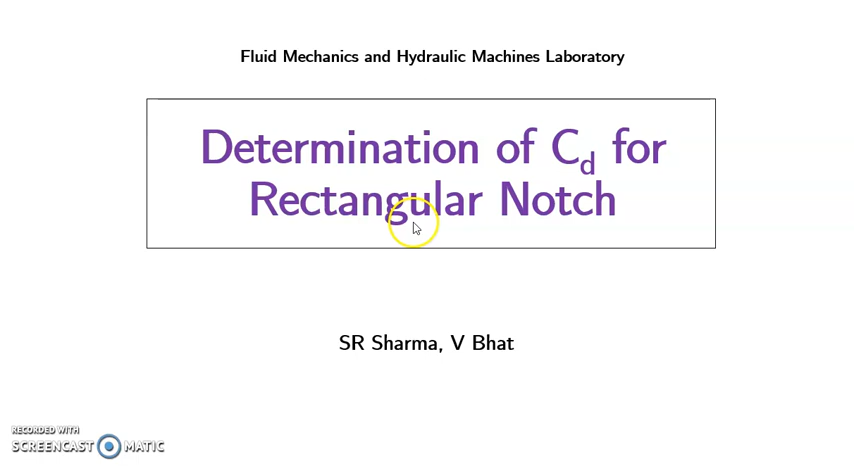 Fluid Mechanics and Hydraulic Machines Laboratory
Determination of Cd for
Rectangular Notch
SR Sharma, V Bhat
RECORDED WITH
SCREENCAST MATIC